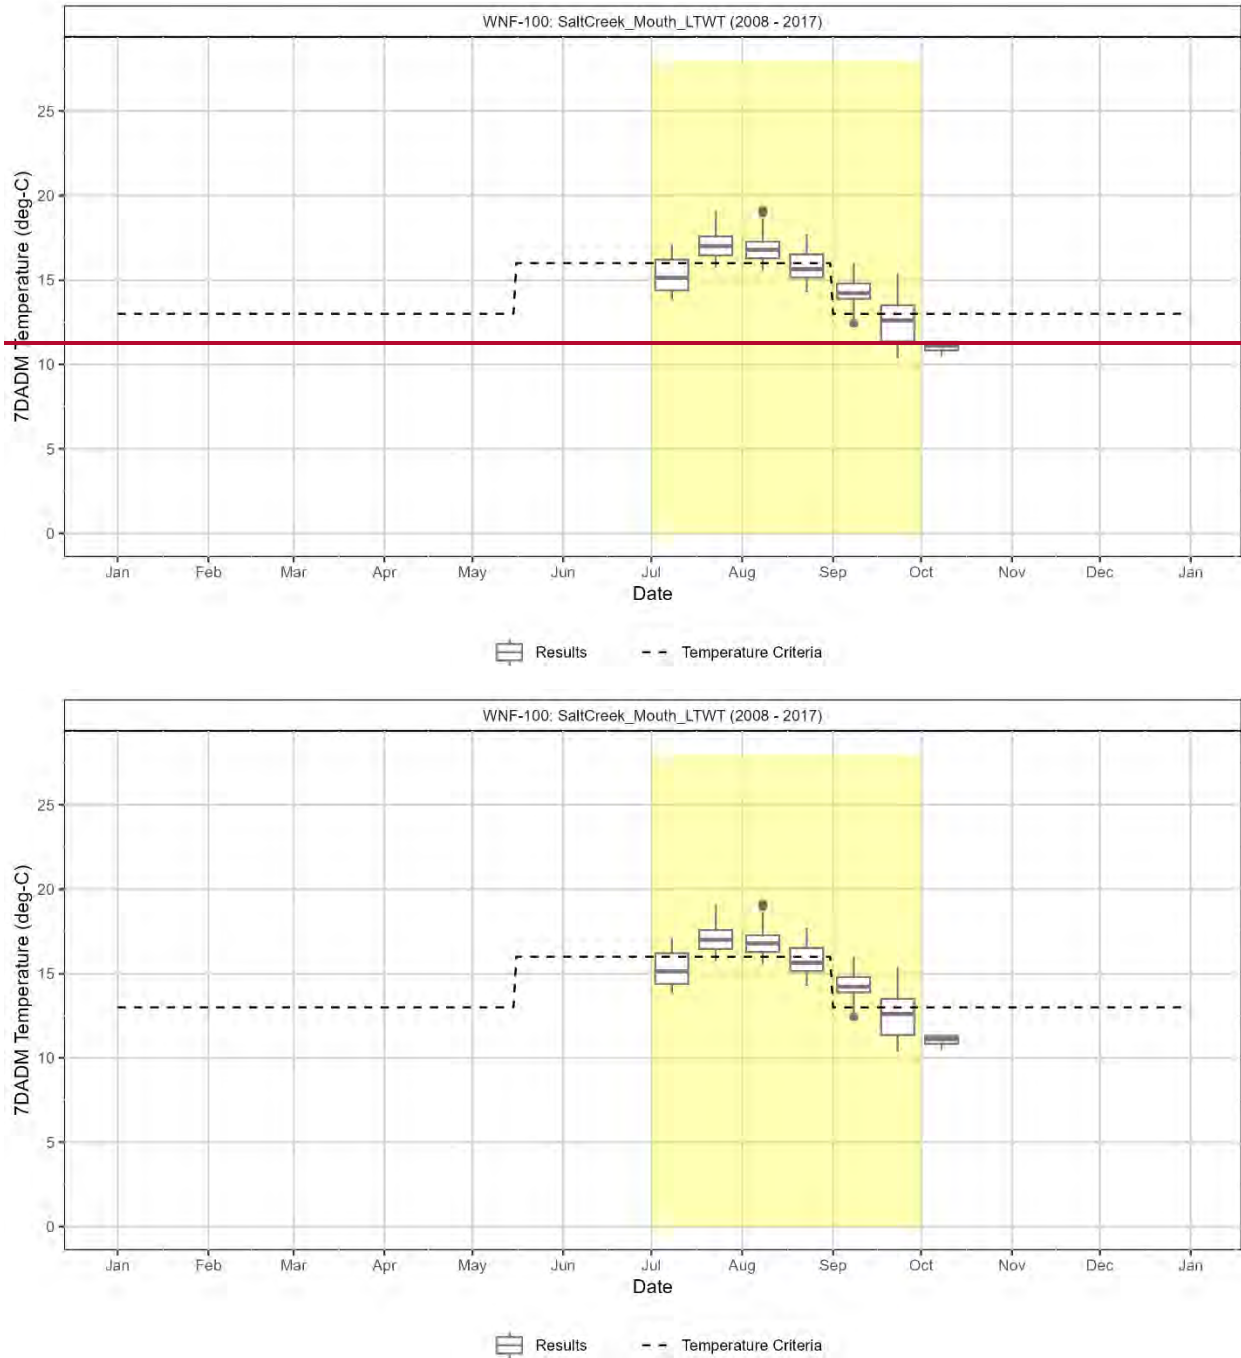 WNF-100: SaltCreek_Mouth_LTWT (2008 - 2017)
25
20
15
10
5
0
7DADM Temperature (deg-C)
Jan Feb Mar Apr May Jun Jul Aug Sep Oct Nov Dec Jan
Date
Results Temperature Criteria
WNF-100: SaltCreek_Mouth_LTWT (2008 - 2017)
25
20
15
10
5
0
7DADM Temperature (deg-C)
Jan Feb Mar Apr May Jun Jul Aug Sep Oct Nov Dec Jan
Date
Results Temperature Criteria